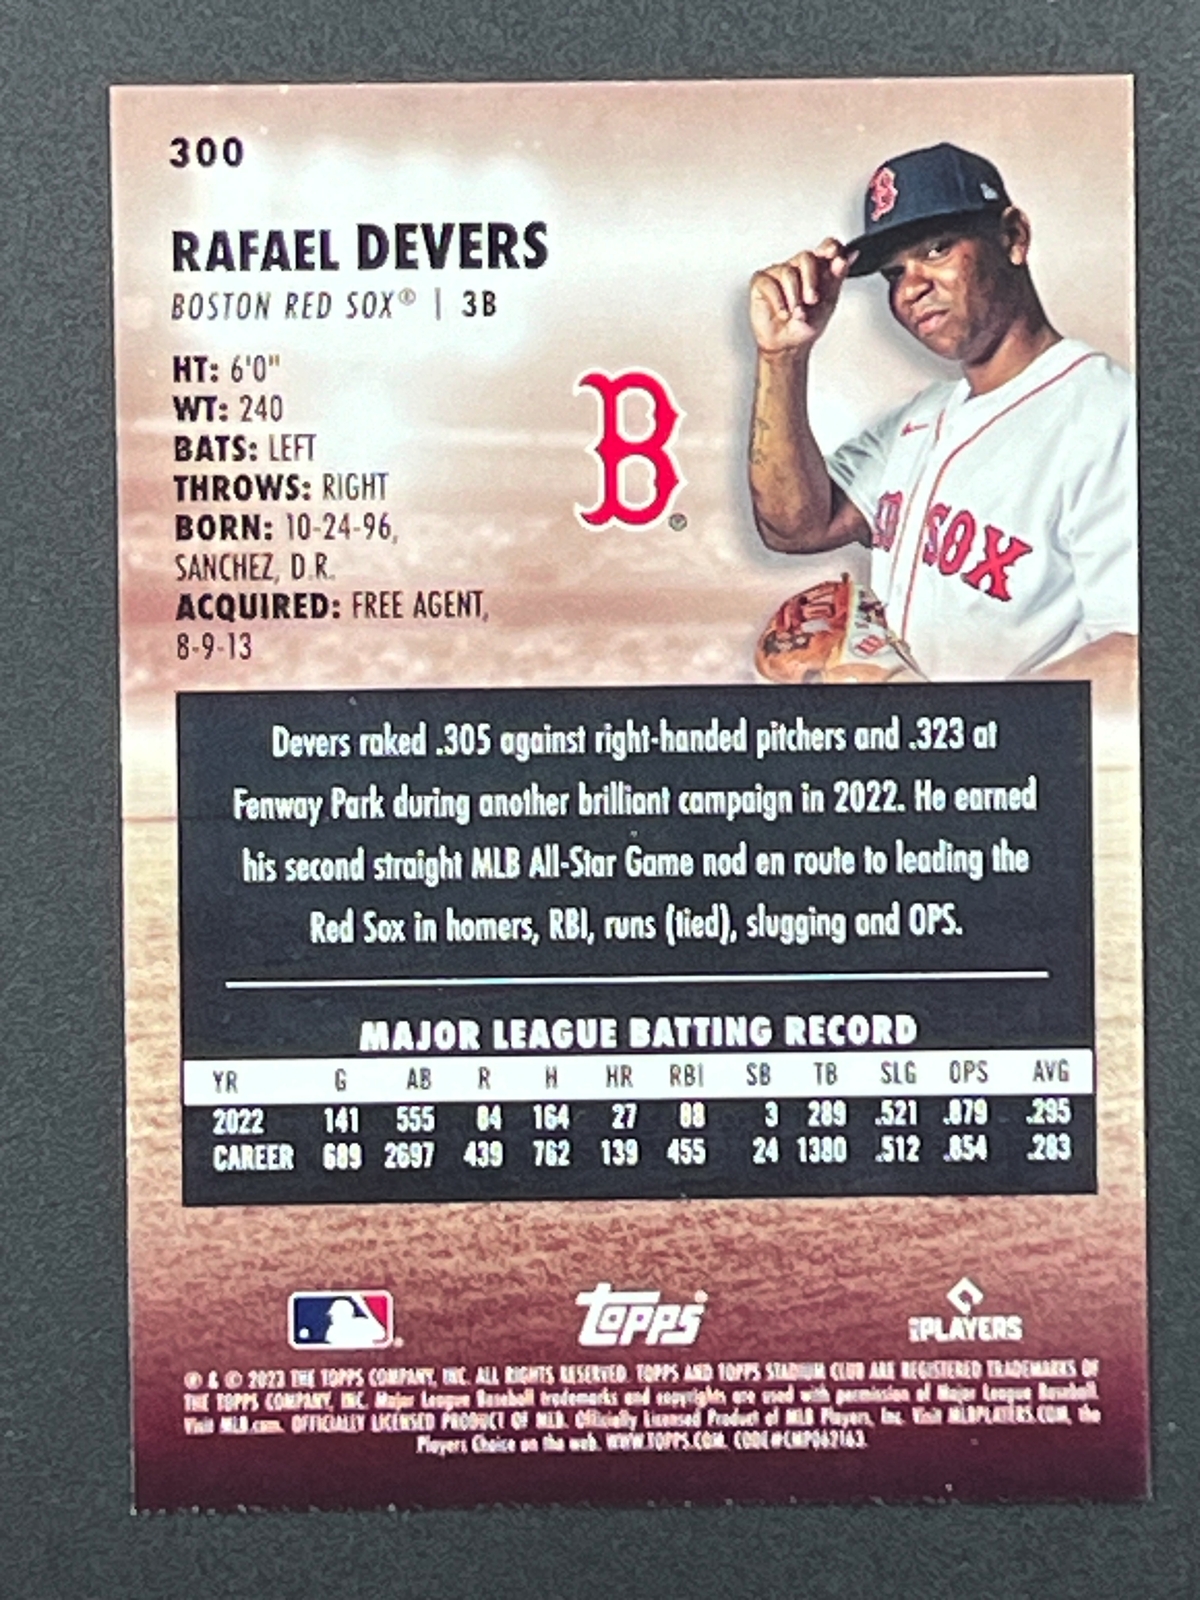 300
RAFAEL DEVERS
BOSTON RED SOX® | 3B
HT: 6'0"
WT: 240
BATS: LEFT
THROWS: RIGHT
BORN: 10-24-96,
SANCHEZ, D.R.
ACQUIRED: FREE AGENT,
8-9-13
B
®
B
RED SOX
Devers raked .305 against right-handed pitchers and .323 at
Fenway Park during another brilliant campaign in 2022. He earned
his second straight MLB All-Star Game nod en route to leading the
Red Sox in homers, RBI, runs (tied), slugging and OPS.
MAJOR LEAGUE BATTING RECORD
YR G AB R H HR RBI SB TB SLG OPS AVG
2022 141 555 84 164 27 88 3 289 .521 .879 .295
CAREER 689 2697 439 762 139 455 24 1380 .512 .854 .283
TOPPS
MLB PLAYERS
℗ & © 2023 THE TOPPS COMPANY, INC. ALL RIGHTS RESERVED. TOPPS AND TOPPS STADIUM CLUB ARE REGISTERED TRADEMARKS OF
THE TOPPS COMPANY, INC. Major League Baseball trademarks and copyrights are used with permission of Major League Baseball.
Visit MLB.com. OFFICIALLY LICENSED PRODUCT OF MLB. Officially Licensed Product of MLB Players, Inc. Visit MLBPLAYERS.COM, the
Players Choice on the web. WWW.TOPPS.COM. CODE#CMP062163.